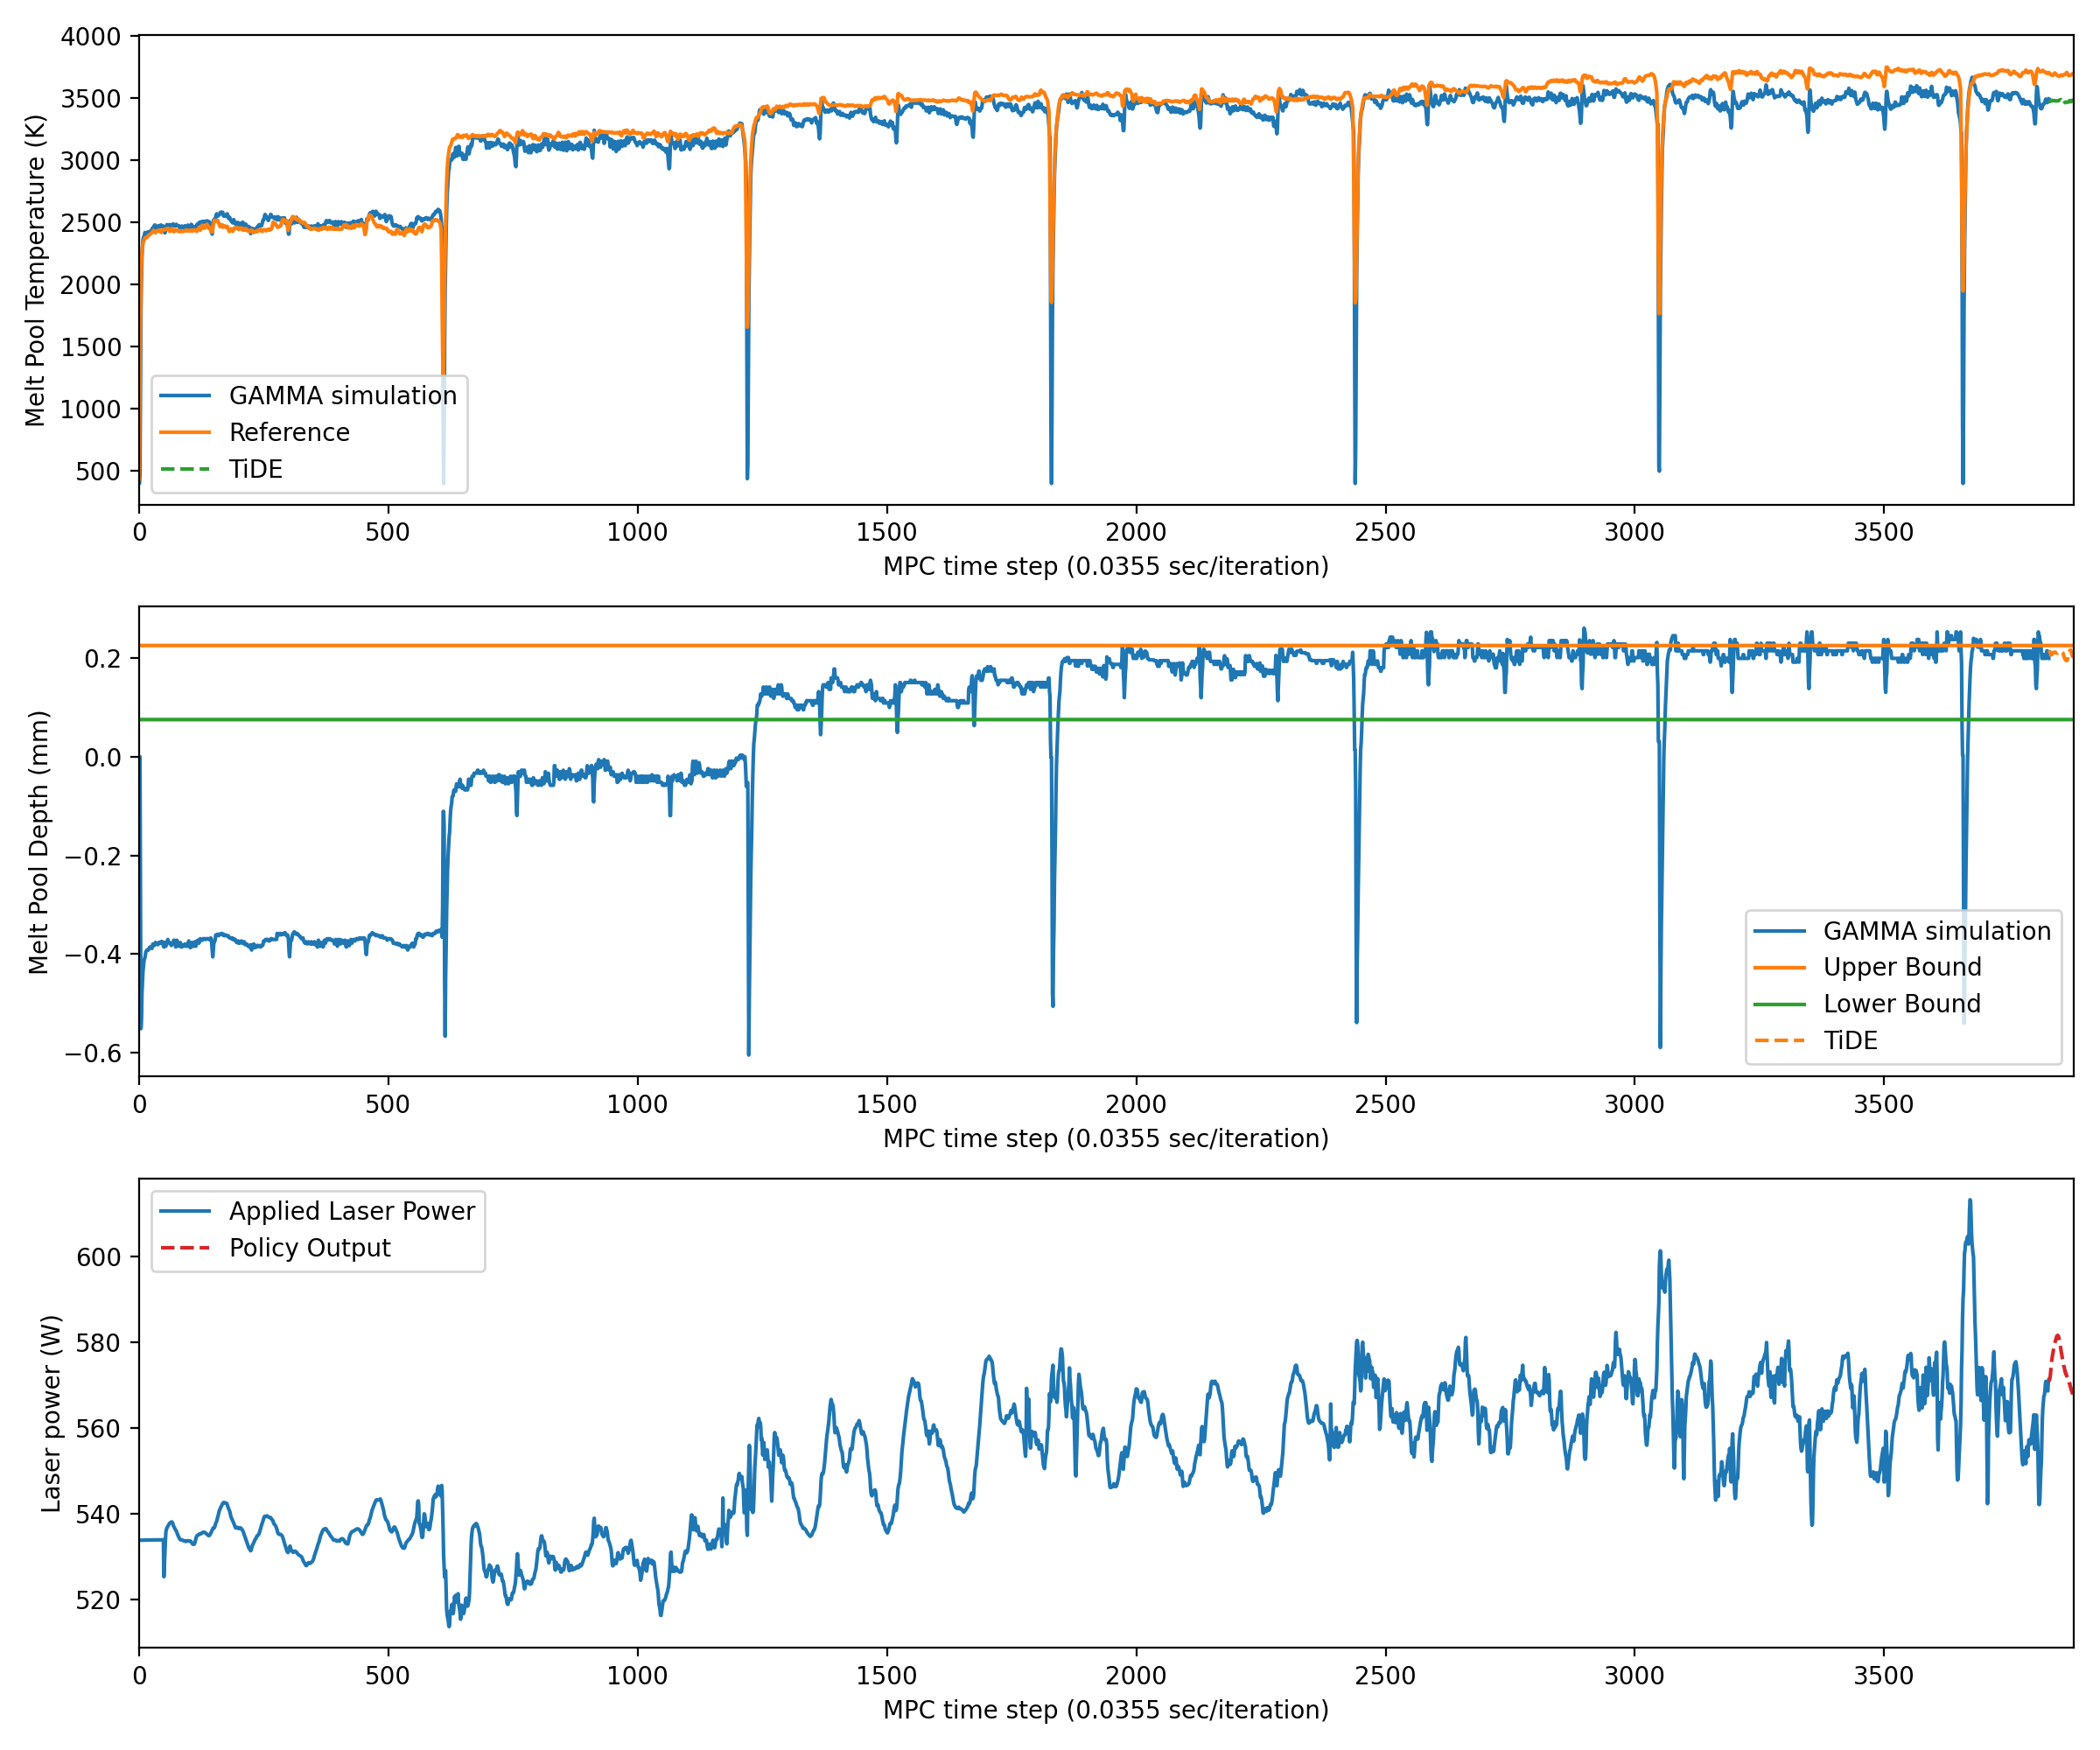 4000
3500
3000
2500
2000
1500
1000
500
Melt Pool Temperature (K)
GAMMA simulation
Reference
TiDE
0 500 1000 1500 2000 2500 3000 3500
MPC time step (0.0355 sec/iteration)
0.2
0.0
−0.2
−0.4
−0.6
Melt Pool Depth (mm)
GAMMA simulation
Upper Bound
Lower Bound
TiDE
0 500 1000 1500 2000 2500 3000 3500
MPC time step (0.0355 sec/iteration)
Applied Laser Power
Policy Output
600
580
560
540
520
Laser power (W)
0 500 1000 1500 2000 2500 3000 3500
MPC time step (0.0355 sec/iteration)